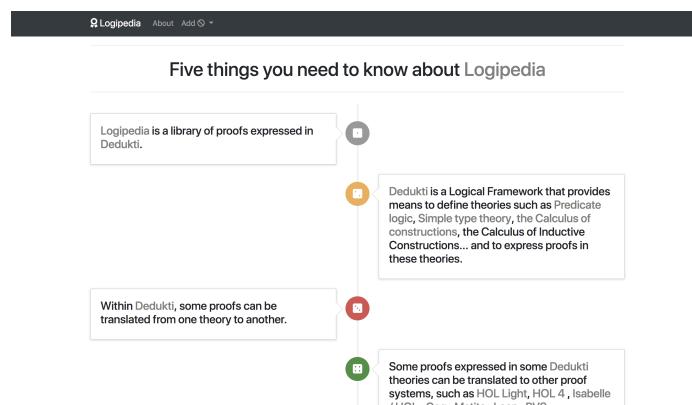 Logipedia About Add
Five things you need to know about Logipedia
Logipedia is a library of proofs expressed in
Dedukti.
Dedukti is a Logical Framework that provides
means to define theories such as Predicate
logic, Simple type theory, the Calculus of
constructions, the Calculus of Inductive
Constructions... and to express proofs in
these theories.
Within Dedukti, some proofs can be
translated from one theory to another.
Some proofs expressed in some Dedukti
theories can be translated to other proof
systems, such as HOL Light, HOL 4 , Isabelle